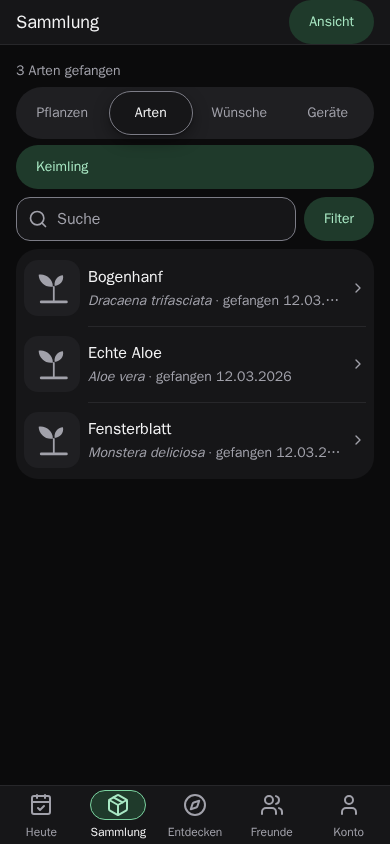 Sammlung
Ansicht
3 Arten gefangen
Pflanzen
Arten
Wünsche
Geräte
Keimling
Suche
Filter
Bogenhanf
Dracaena trifasciata · gefangen 12.03.…
Echte Aloe
Aloe vera · gefangen 12.03.2026
Fensterblatt
Monstera deliciosa · gefangen 12.03.2…
Heute
Sammlung
Entdecken
Freunde
Konto